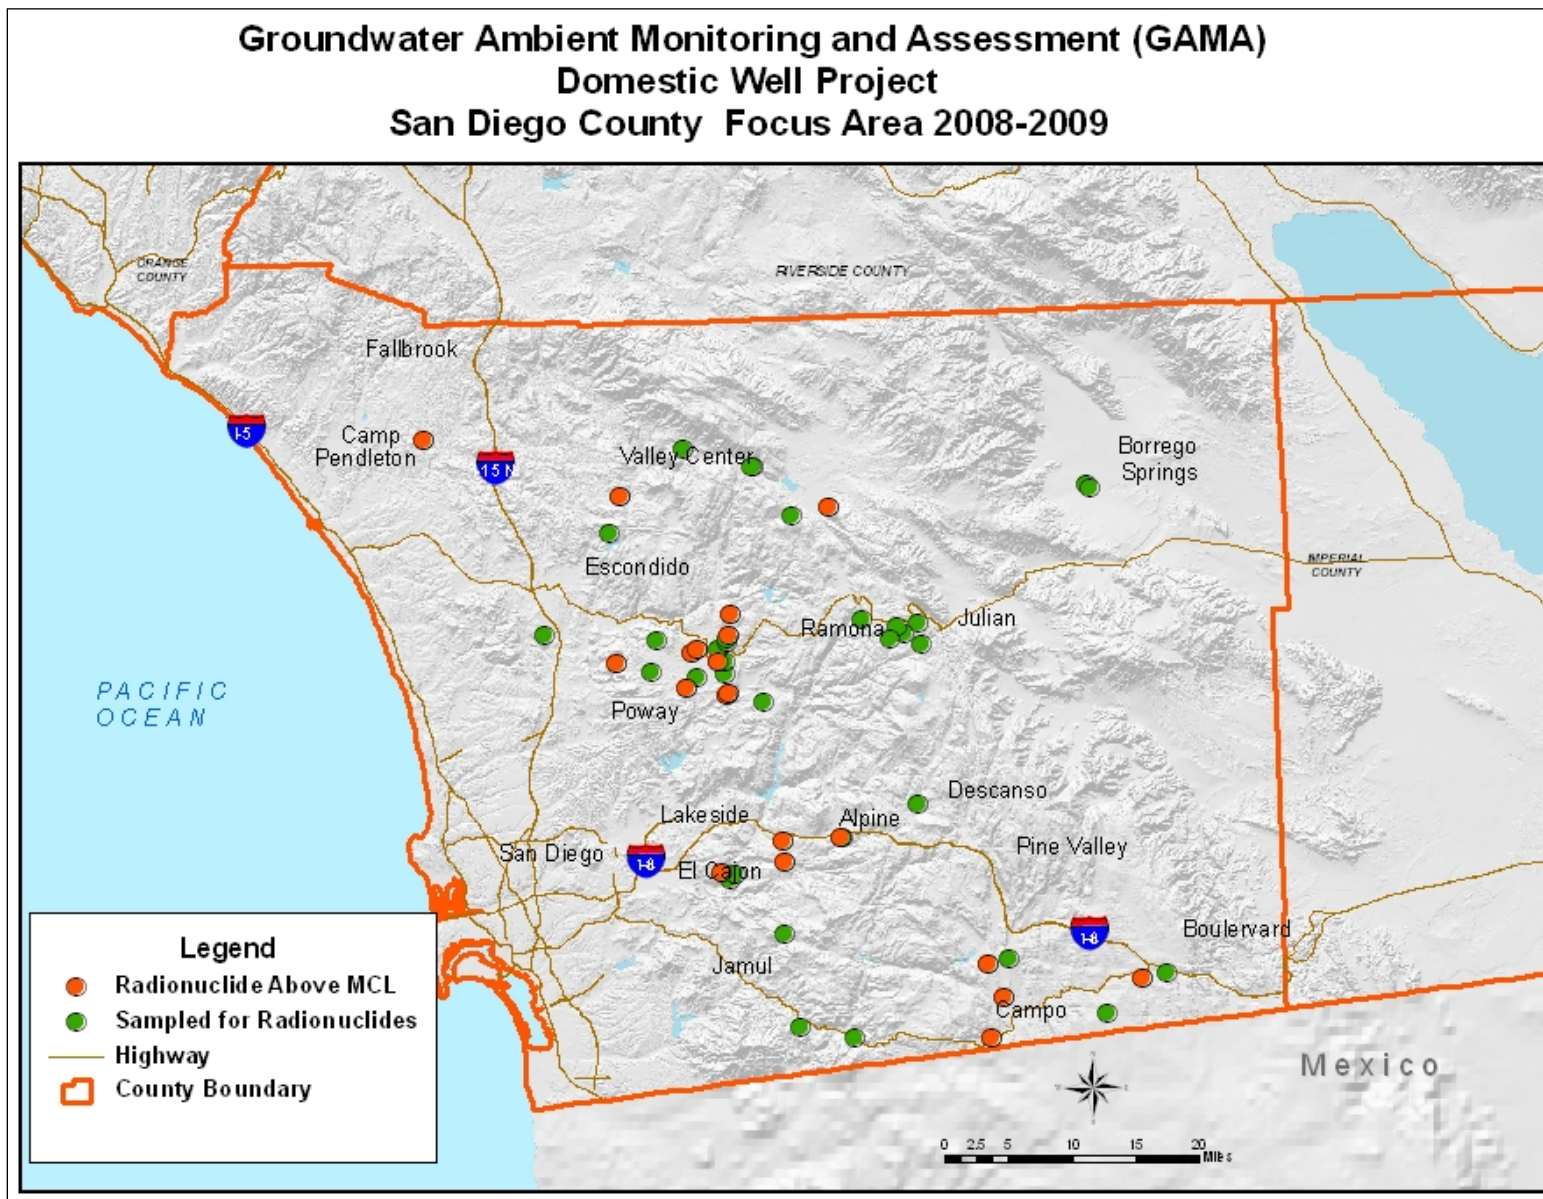 Groundwater Ambient Monitoring and Assessment (GAMA)
Domestic Well Project
San Diego County Focus Area 2008-2009
ORANGE
COUNTY
RIVERSIDE COUNTY
Fallbrook
I-5
Camp
Pendleton
15 N
Valley Center
Borrego
Springs
Escondido
IMPERIAL
COUNTY
Ramona
Julian
PACIFIC
OCEAN
Poway
Descanso
Lakeside
Alpine
San Diego
I-8
El Cajon
Pine Valley
I-8
Boulervard
Jamul
Campo
Mexico
Legend
Radionuclide Above MCL
Sampled for Radionuclides
Highway
County Boundary
0 2.5 5 10 15 20
Miles